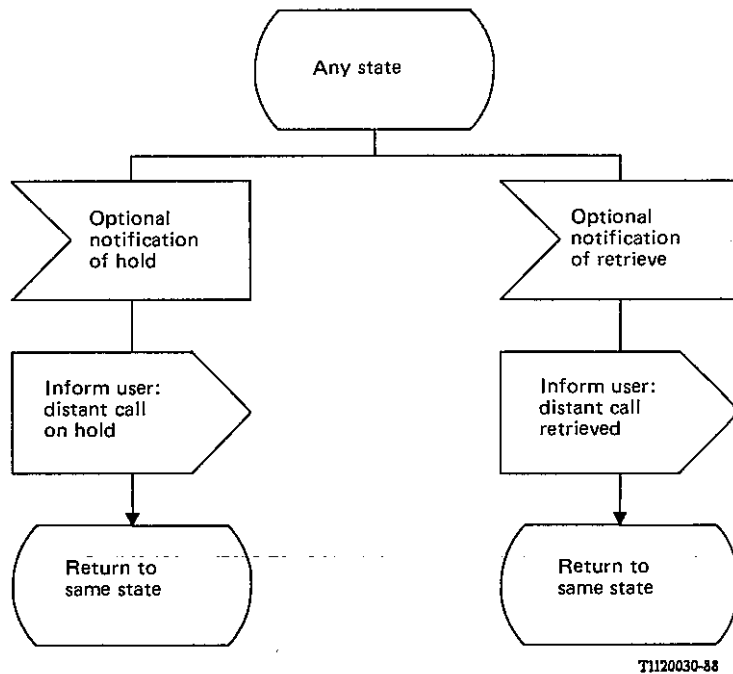 Any state
Optional
notification
of hold
Optional
notification
of retrieve
Inform user:
distant call
on hold
Inform user:
distant call
retrieved
Return to
same state
Return to
same state
T1120030-88